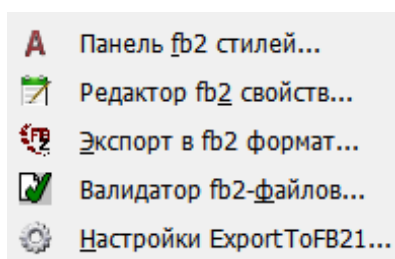 Панель fb2 стилей...
Редактор fb2 свойств...
Экспорт в fb2 формат...
Валидатор fb2-файлов...
Настройки ExportToFB21...